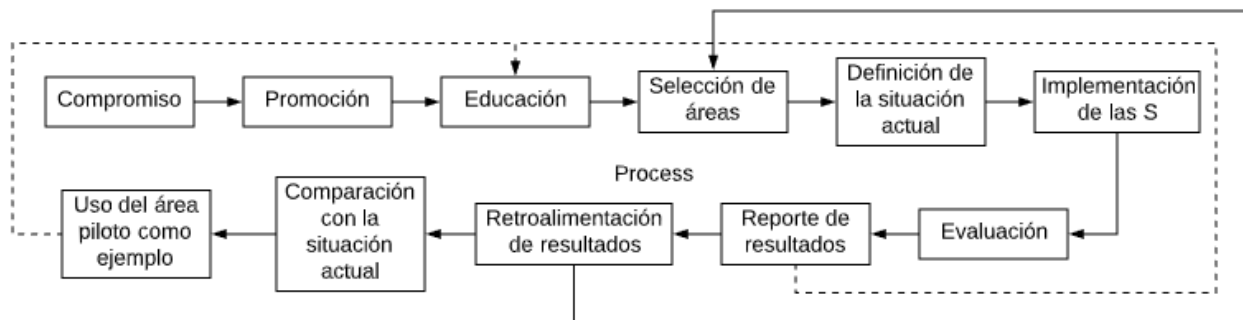 Compromiso
Promoción
Educación
Selección de
áreas
Definición de
la situación
actual
Implementación
de las S
Process
Uso del área
piloto como
ejemplo
Comparación
con la
situación
actual
Retroalimentación
de resultados
Reporte de
resultados
Evaluación